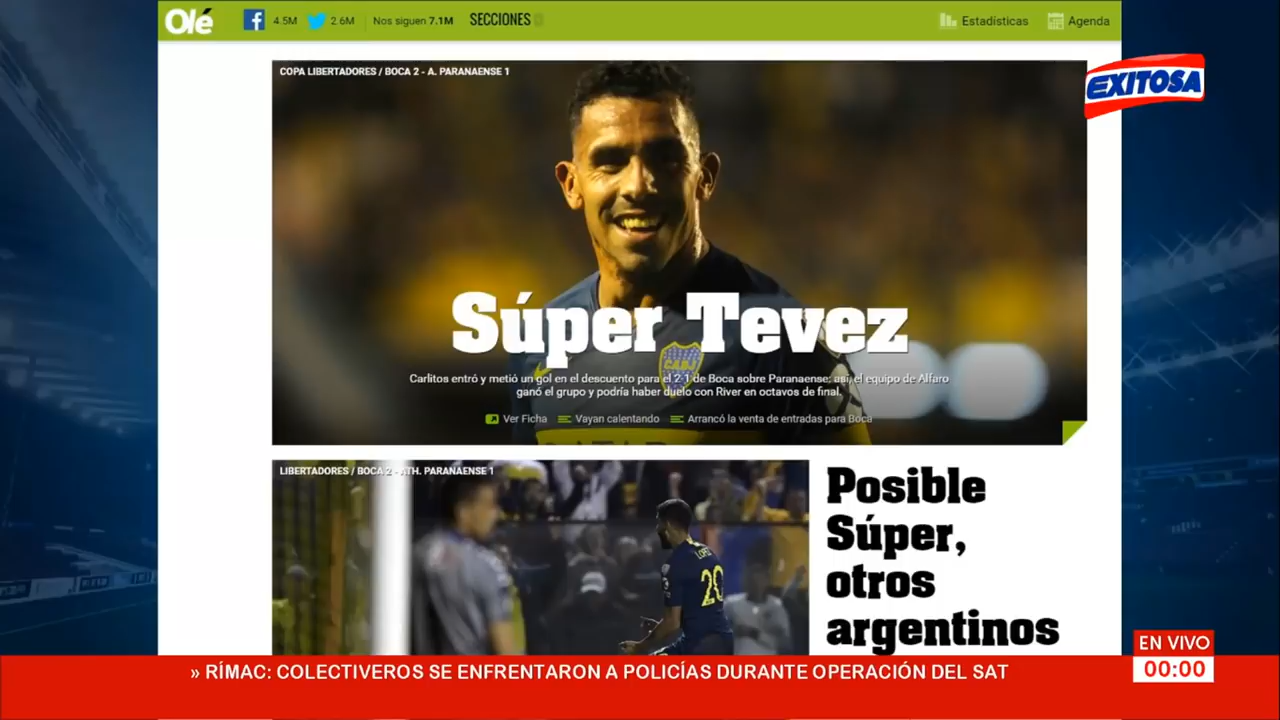 Olé
4.5M
2.6M
Nos siguen 7.1M
SECCIONES
Estadísticas
Agenda
EXITOSA
COPA LIBERTADORES / BOCA 2 - A. PARANAENSE 1
Súper Tevez
CABJ
Carlitos entró y metió un gol en el descuento para el 2-1 de Boca sobre Paranaense; así, el equipo de Alfaro
ganó el grupo y podría haber duelo con River en octavos de final.
Ver Ficha
Vayan calentando
Arrancó la venta de entradas para Boca
LIBERTADORES / BOCA 2 - ATH. PARANAENSE 1
20
Posible
Súper,
otros
argentinos
EN VIVO
00:00
» RÍMAC: COLECTIVEROS SE ENFRENTARON A POLICÍAS DURANTE OPERACIÓN DEL SAT